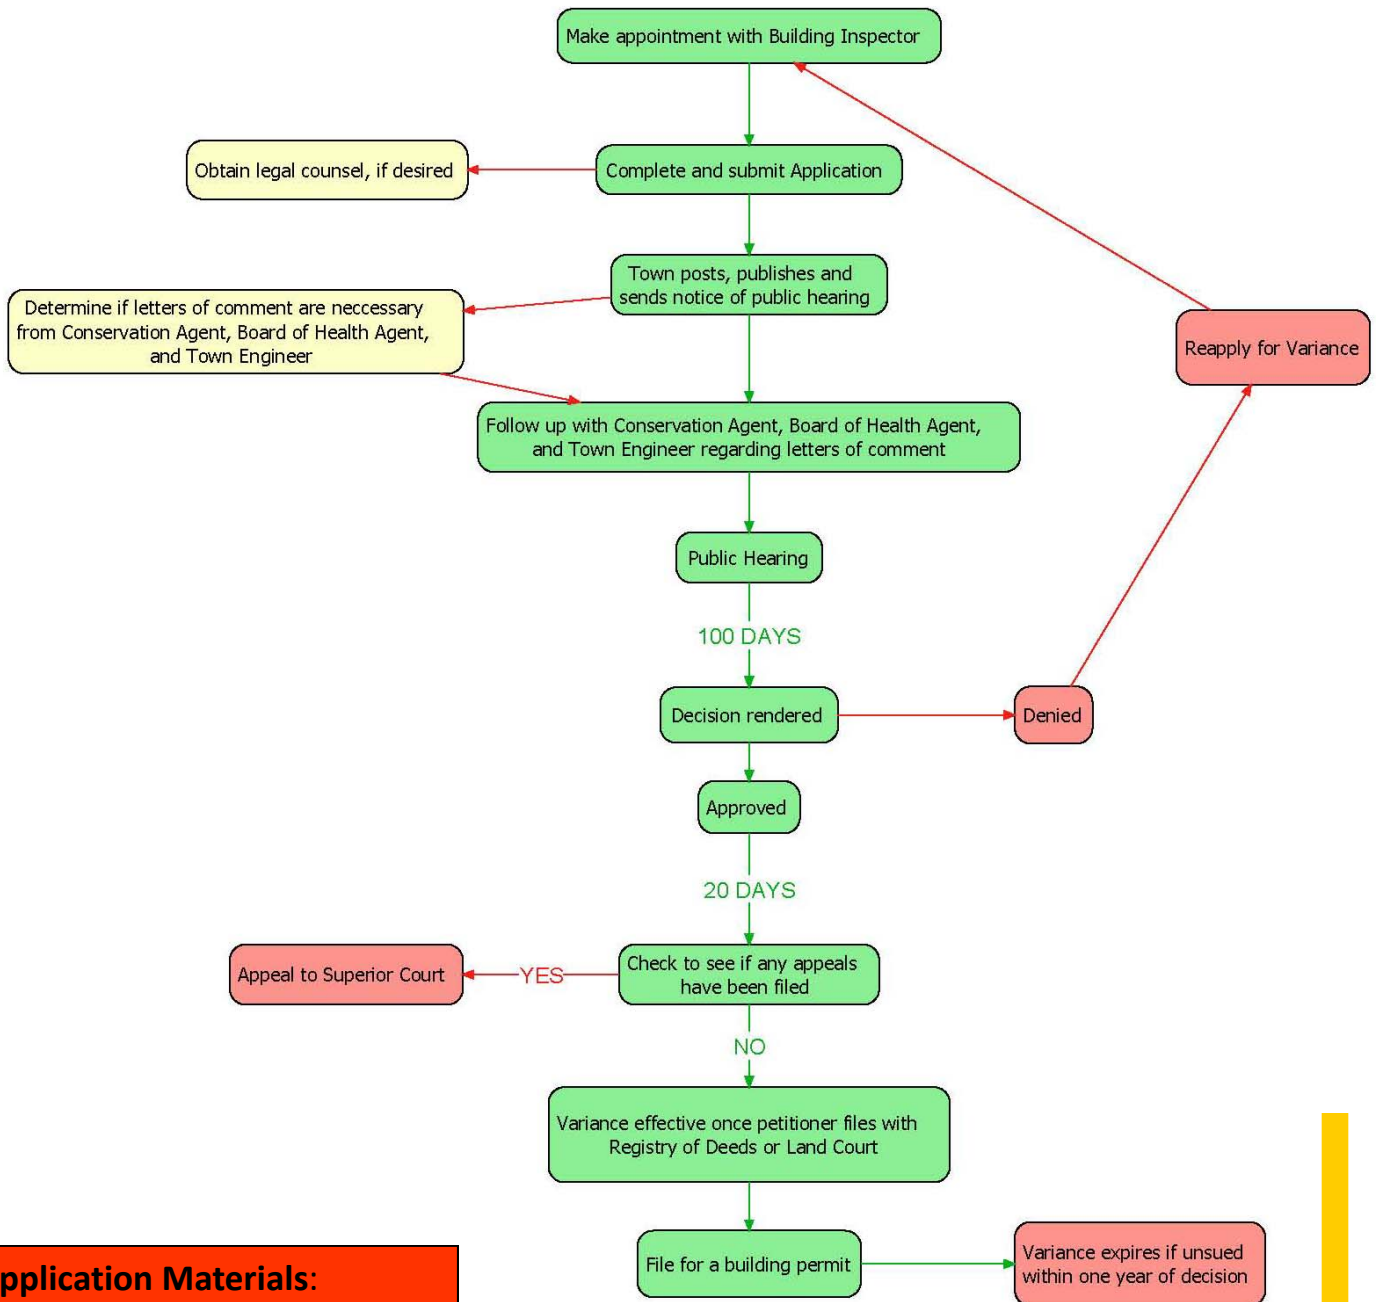 Make appointment with Building Inspector
Obtain legal counsel, if desired
Complete and submit Application
Town posts, publishes and
sends notice of public hearing
Determine if letters of comment are neccessary
from Conservation Agent, Board of Health Agent,
and Town Engineer
Reapply for Variance
Follow up with Conservation Agent, Board of Health Agent,
and Town Engineer regarding letters of comment
Public Hearing
100 DAYS
Decision rendered
Denied
Approved
20 DAYS
Appeal to Superior Court
YES
Check to see if any appeals
have been filed
NO
Variance effective once petitioner files with
Registry of Deeds or Land Court
File for a building permit
Variance expires if unsued
within one year of decision
pplication Materials: